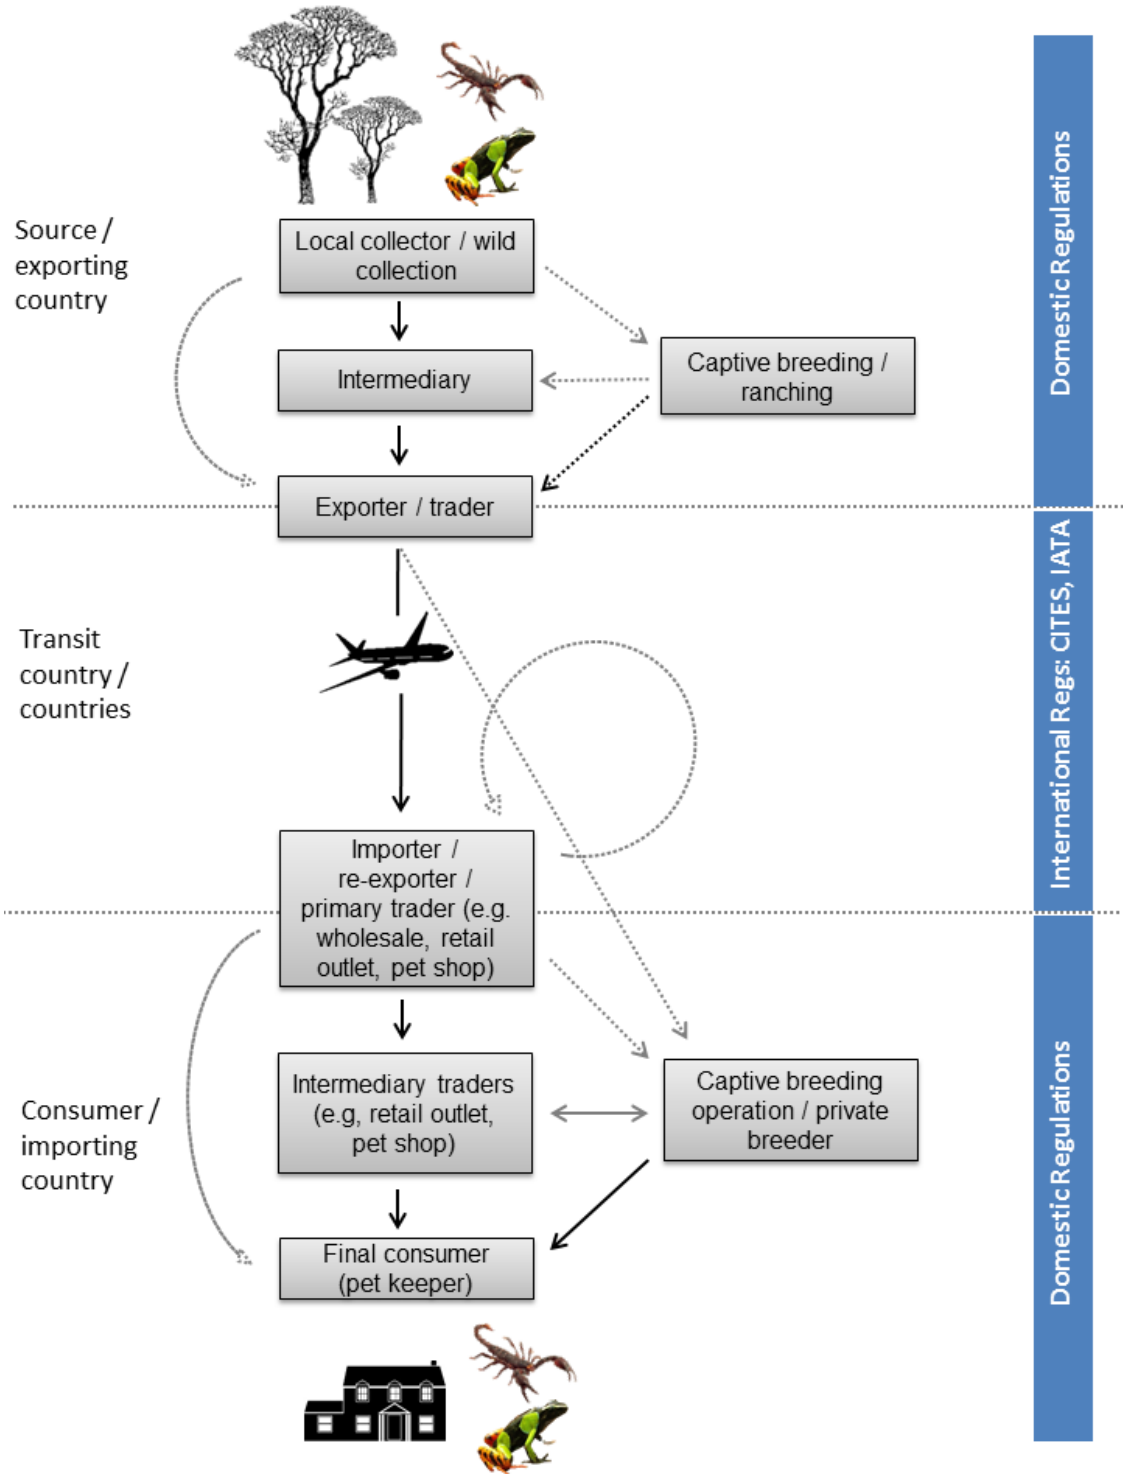 Source /
exporting
country
Local collector / wild
collection
Intermediary
Captive breeding /
ranching
Exporter / trader
Domestic Regulations
Transit
country /
countries
International Regs: CITES, IATA
Importer /
re-exporter /
primary trader (e.g.
wholesale, retail
outlet, pet shop)
Consumer /
importing
country
Intermediary traders
(e.g, retail outlet,
pet shop)
Captive breeding
operation / private
breeder
Final consumer
(pet keeper)
Domestic Regulations